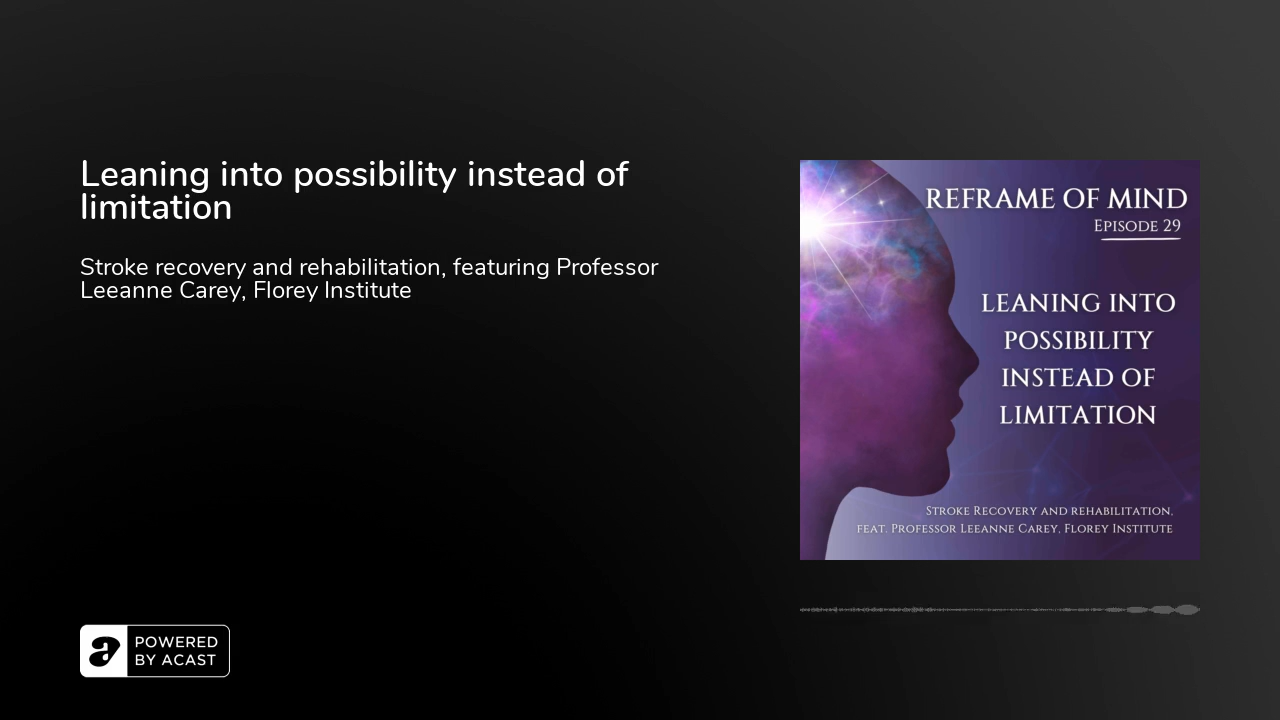 Leaning into possibility instead of
limitation
Stroke recovery and rehabilitation, featuring Professor
Leeanne Carey, Florey Institute
REFRAME OF MIND
EPISODE 29
LEANING INTO
POSSIBILITY
INSTEAD OF
LIMITATION
STROKE RECOVERY AND REHABILITATION,
FEAT. PROFESSOR LEEANNE CAREY, FLOREY INSTITUTE
a
POWERED
BY ACAST